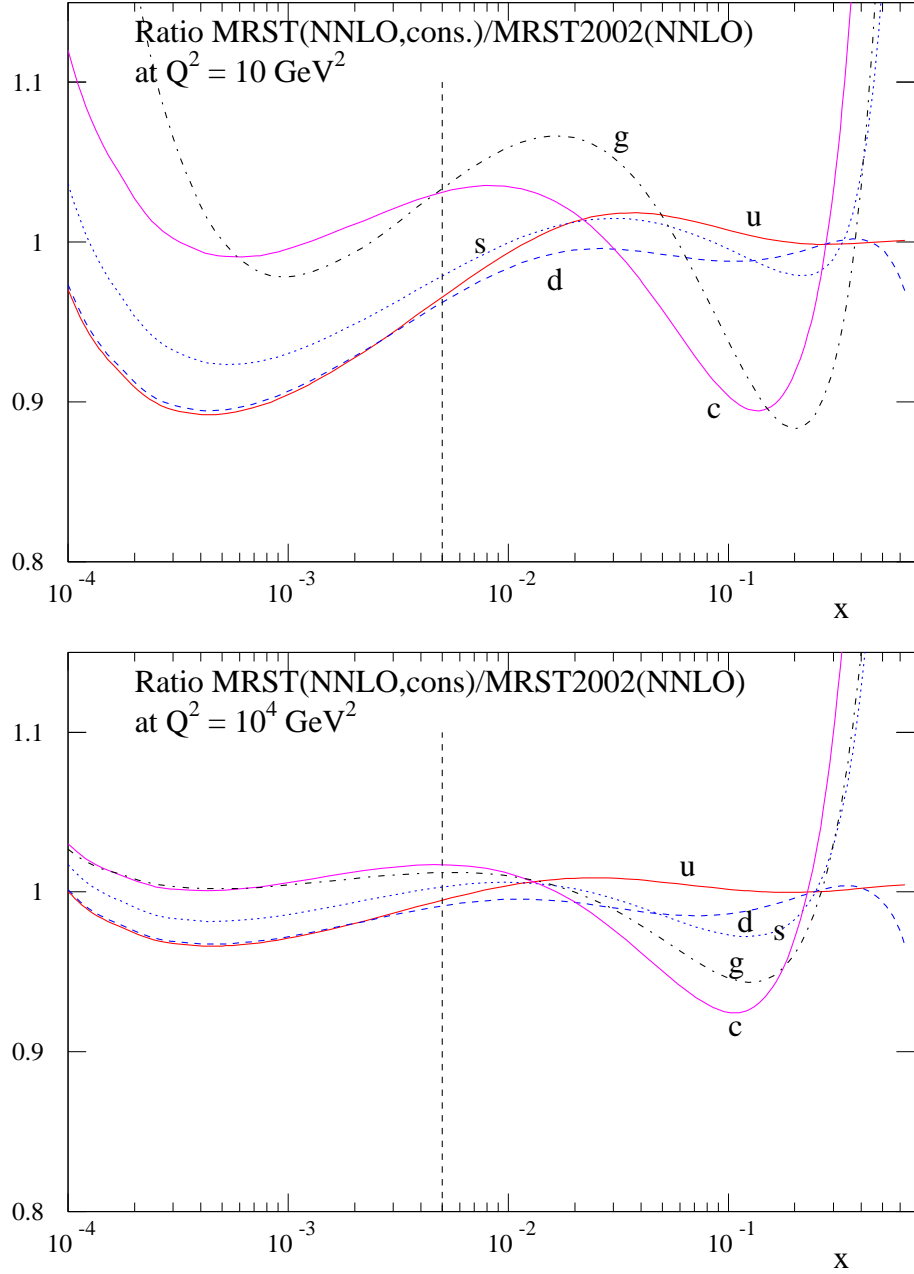 Ratio MRST(NNLO,cons.)/MRST2002(NNLO)
at Q² = 10 GeV²
1.1
g
u
1
s
d
0.9
c
0.8
10⁻⁴ 10⁻³ 10⁻² 10⁻¹
x
Ratio MRST(NNLO,cons)/MRST2002(NNLO)
at Q² = 10⁴ GeV²
1.1
u
1
d
s
g
c
0.9
0.8
10⁻⁴ 10⁻³ 10⁻² 10⁻¹
x